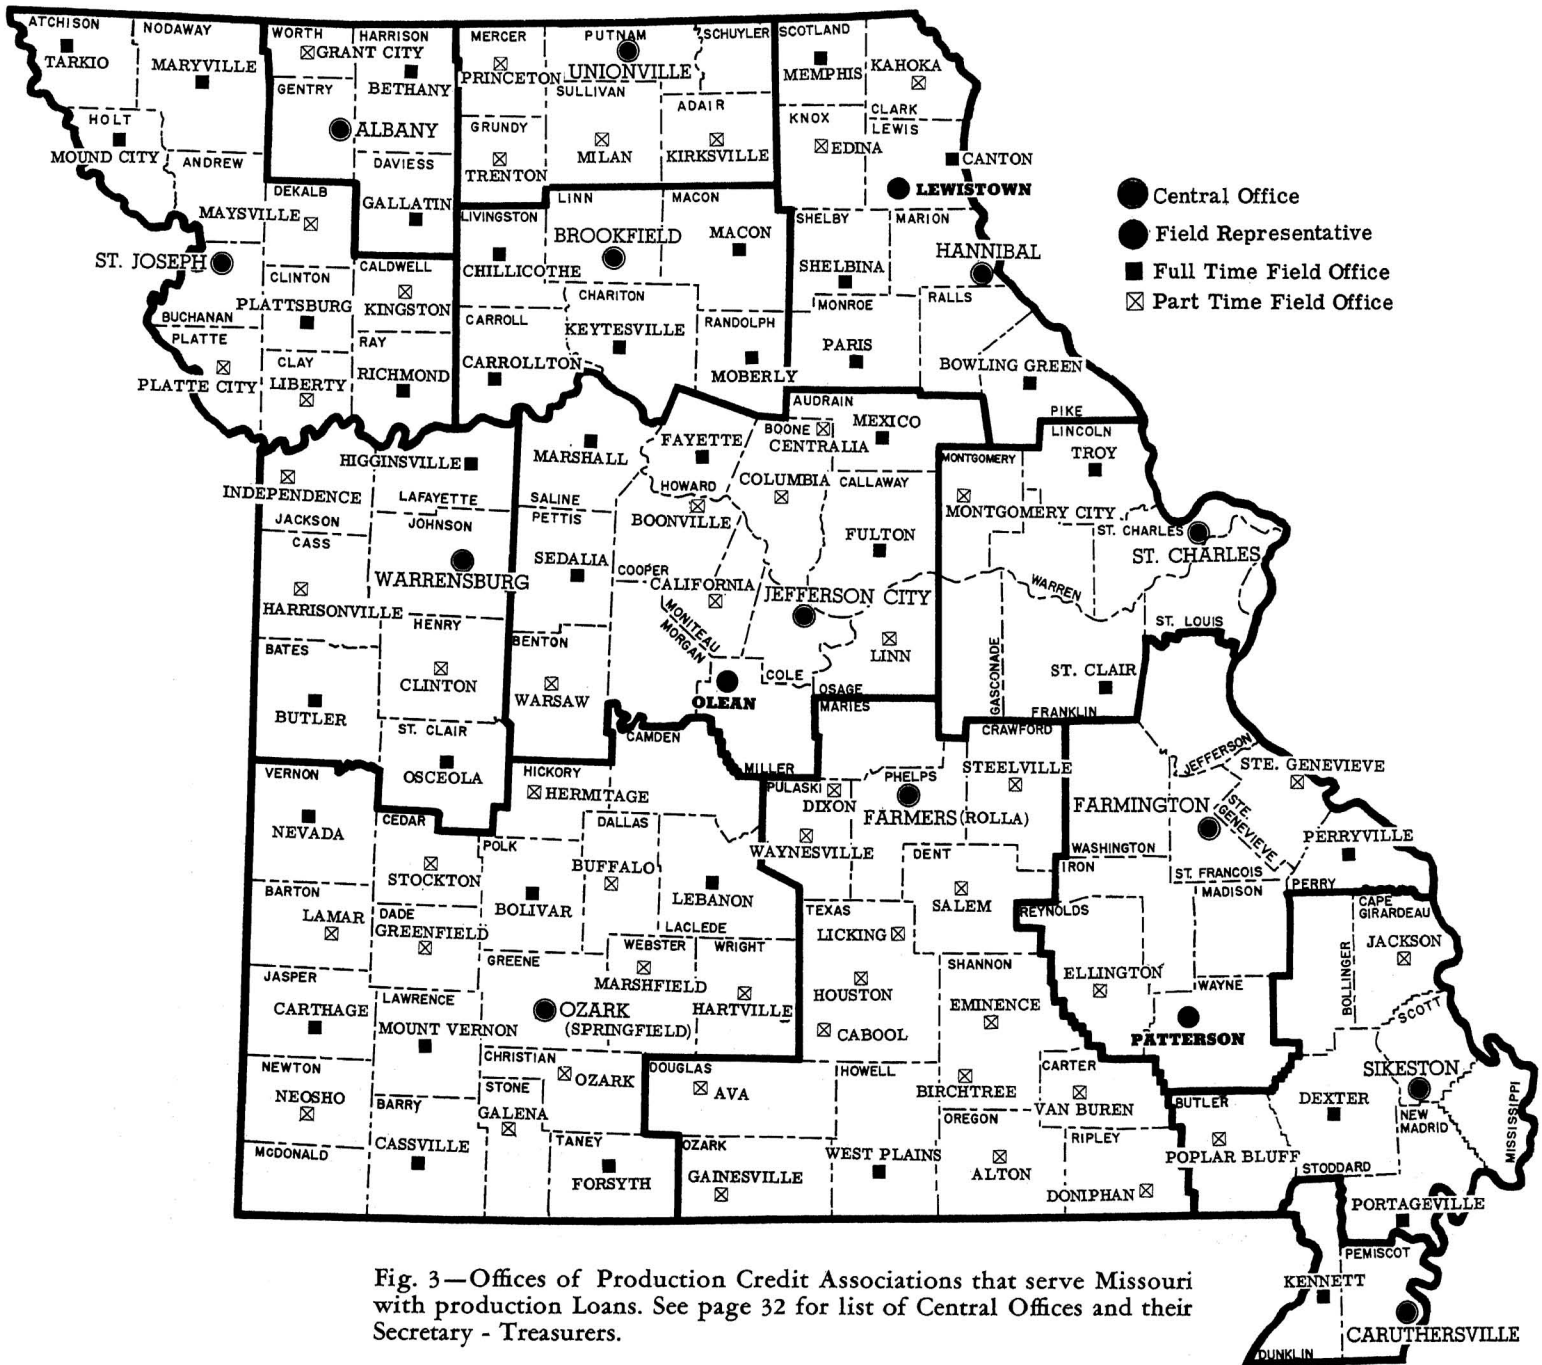 ATCHISON
NODAWAY
WORTH
HARRISON
MERCER
PUTNAM
SCHUYLER
SCOTLAND
TARKIO
MARYVILLE
GRANT CITY
BETHANY
PRINCETON
UNIONVILLE
MEMPHIS
KAHOKA
GENTRY
SULLIVAN
ADAIR
CLARK
HOLT
ALBANY
GRUNDY
KNOX
LEWIS
MOUND CITY
ANDREW
DAVIESS
TRENTON
MILAN
KIRKSVILLE
EDINA
CANTON
DEKALB
LINN
MACON
LEWISTOWN
MAYSVILLE
GALLATIN
LIVINGSTON
SHELBY
MARION
BROOKFIELD
MACON
HANNIBAL
ST. JOSEPH
CLINTON
CALDWELL
CHILLICOTHE
SHELBINA
PLATTSBURG
KINGSTON
CHARITON
MONROE
RALLS
BUCHANAN
CARROLL
KEYTESVILLE
RANDOLPH
PARIS
PLATTE
CLAY
RAY
PLATTE CITY
LIBERTY
RICHMOND
CARROLLTON
MOBERLY
BOWLING GREEN
AUDRAIN
PIKE
Central Office
Field Representative
Full Time Field Office
Part Time Field Office
HIGGINSVILLE
MARSHALL
FAYETTE
BOONE
CENTRALIA
MEXICO
LINCOLN
MONTGOMERY
TROY
INDEPENDENCE
LAFAYETTE
SALINE
HOWARD
COLUMBIA
CALLAWAY
JACKSON
JOHNSON
PETTIS
BOONVILLE
MONTGOMERY CITY
CASS
SEDALIA
FULTON
ST. CHARLES
ST. CHARLES
WARRENSBURG
COOPER
CALIFORNIA
JEFFERSON CITY
WARREN
HARRISONVILLE
HENRY
MONITEAU
MORGAN
ST. LOUIS
BATES
BENTON
COLE
LINN
CLINTON
WARSAW
OLEAN
OSAGE
GASCONADE
ST. CLAIR
BUTLER
ST. CLAIR
MARIES
FRANKLIN
CAMDEN
CRAWFORD
VERNON
OSCEOLA
HICKORY
MILLER
PHELPS
STEELVILLE
JEFFERSON
STE. GENEVIEVE
HERMITAGE
PULASKI
DIXON
NEVADA
CEDAR
DALLAS
FARMERS (ROLLA)
FARMINGTON
STE.
GENEVIEVE
PERRYVILLE
POLK
WAYNESVILLE
WASHINGTON
STOCKTON
BUFFALO
DENT
IRON
ST. FRANCOIS
BARTON
BOLIVAR
LEBANON
SALEM
MADISON
PERRY
LAMAR
DADE
GREENFIELD
LACLEDE
TEXAS
REYNOLDS
CAPE
GIRARDEAU
WEBSTER
WRIGHT
LICKING
JACKSON
JASPER
GREENE
MARSHFIELD
SHANNON
ELLINGTON
BOLLINGER
CARTHAGE
LAWRENCE
HARTVILLE
HOUSTON
EMINENCE
WAYNE
SCOTT
MOUNT VERNON
OZARK
(SPRINGFIELD)
CABOOL
PATTERSON
NEWTON
CHRISTIAN
DOUGLAS
HOWELL
CARTER
SIKESTON
NEOSHO
STONE
OZARK
AVA
BIRCHTREE
VAN BUREN
BUTLER
DEXTER
NEW
MADRID
MISSISSIPPI
BARRY
GALENA
OREGON
RIPLEY
McDONALD
CASSVILLE
TANEY
OZARK
WEST PLAINS
ALTON
POPLAR BLUFF
STODDARD
FORSYTH
GAINESVILLE
DONIPHAN
PORTAGEVILLE
PEMISCOT
KENNETT
CARUTHERSVILLE
DUNKLIN
Fig. 3—Offices of Production Credit Associations that serve Missouri
with production Loans. See page 32 for list of Central Offices and their
Secretary - Treasurers.